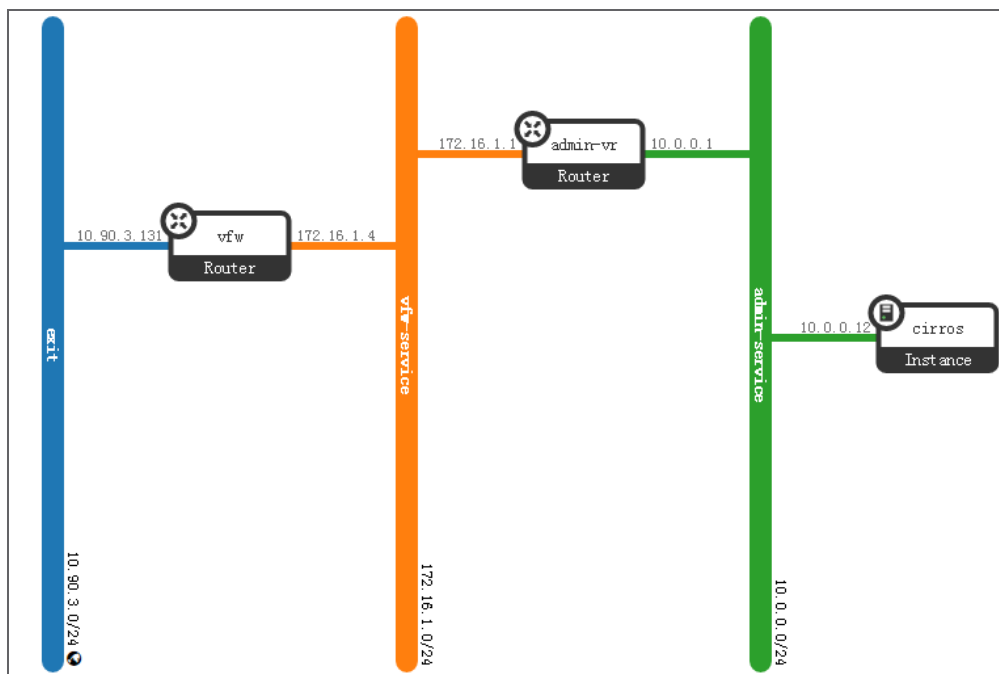 172.16.1.1
admin-vr
10.0.0.1
Router
10.90.3.131
vfw
172.16.1.4
Router
exit
vfw-service
admin-service
10.0.0.12
cirros
Instance
10.90.3.0/24
172.16.1.0/24
10.0.0.0/24